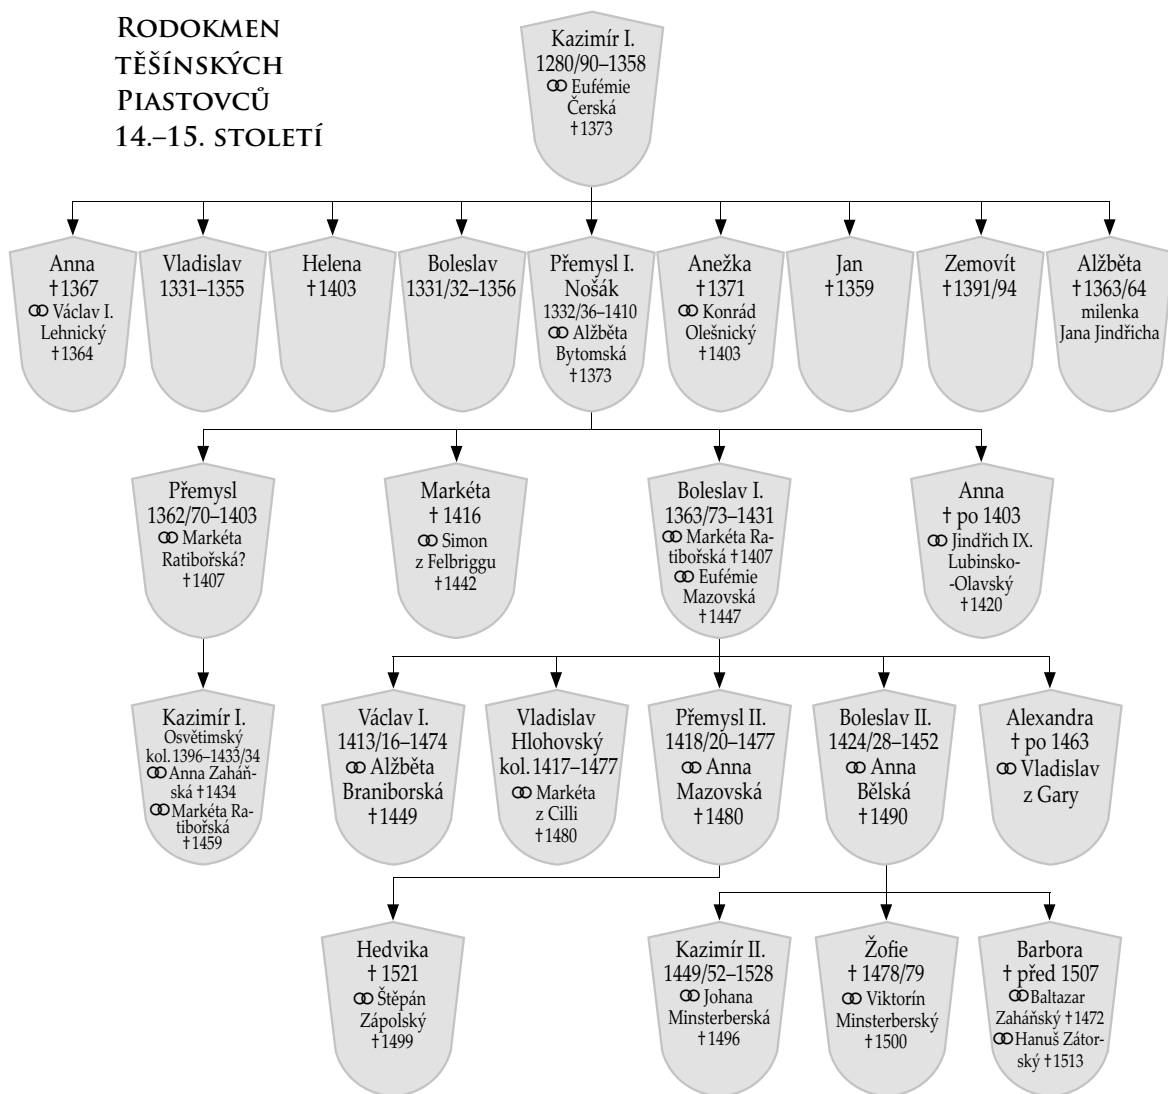 Rodokmen
těšínských
Piastovců
14.–15. století
Kazimír I.
1280/90–1358
ꝏ Eufémie
Čerská
†1373
Anna
†1367
ꝏ Václav I.
Lehnický
†1364
Vladislav
1331–1355
Helena
†1403
Boleslav
1331/32–1356
Přemysl I.
Nošák
1332/36–1410
ꝏ Alžběta
Bytomská
†1373
Anežka
†1371
ꝏ Konrád
Olešnický
†1403
Jan
†1359
Zemovít
†1391/94
Alžběta
†1363/64
milenka
Jana Jindřicha
Přemysl
1362/70–1403
ꝏ Markéta
Ratibořská?
†1407
Markéta
† 1416
ꝏ Simon
z Felbriggu
†1442
Boleslav I.
1363/73–1431
ꝏ Markéta Ra-
tibořská †1407
ꝏ Eufémie
Mazovská
†1447
Anna
† po 1403
ꝏ Jindřich IX.
Lubinsko-
-Olavský
†1420
Kazimír I.
Osvětimský
kol. 1396–1433/34
ꝏ Anna Zaháň-
ská †1434
ꝏ Markéta Ra-
tibořská
†1459
Václav I.
1413/16–1474
ꝏ Alžběta
Braniborská
†1449
Vladislav
Hlohovský
kol. 1417–1477
ꝏ Markéta
z Cilli
†1480
Přemysl II.
1418/20–1477
ꝏ Anna
Mazovská
†1480
Boleslav II.
1424/28–1452
ꝏ Anna
Bělská
†1490
Alexandra
† po 1463
ꝏ Vladislav
z Gary
Hedvika
† 1521
ꝏ Štěpán
Zápolský
†1499
Kazimír II.
1449/52–1528
ꝏ Johana
Minsterberská
†1496
Žofie
† 1478/79
ꝏ Viktorín
Minsterberský
†1500
Barbora
† před 1507
ꝏ Baltazar
Zaháňský †1472
ꝏ Hanuš Zátor-
ský †1513